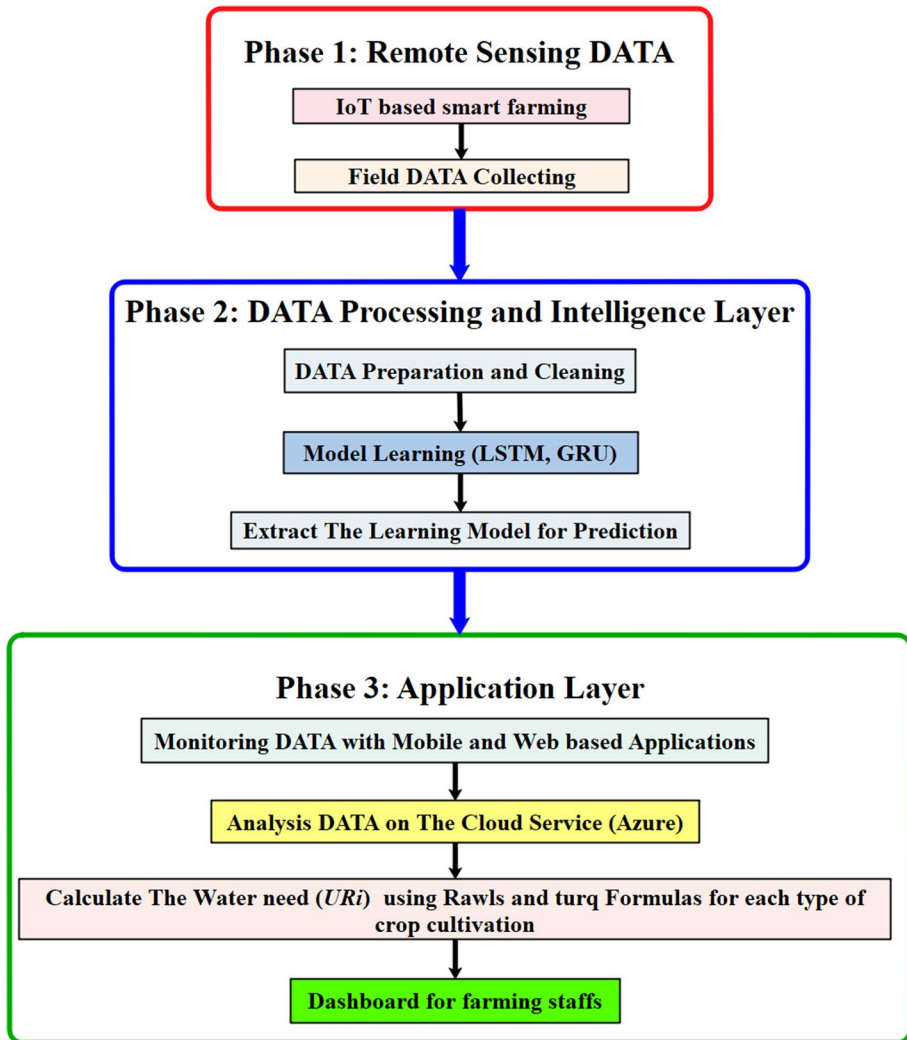 Phase 1: Remote Sensing DATA
IoT based smart farming
Field DATA Collecting
Phase 2: DATA Processing and Intelligence Layer
DATA Preparation and Cleaning
Model Learning (LSTM, GRU)
Extract The Learning Model for Prediction
Phase 3: Application Layer
Monitoring DATA with Mobile and Web based Applications
Analysis DATA on The Cloud Service (Azure)
Calculate The Water need (URi) using Rawls and turq Formulas for each type of
crop cultivation
Dashboard for farming staffs